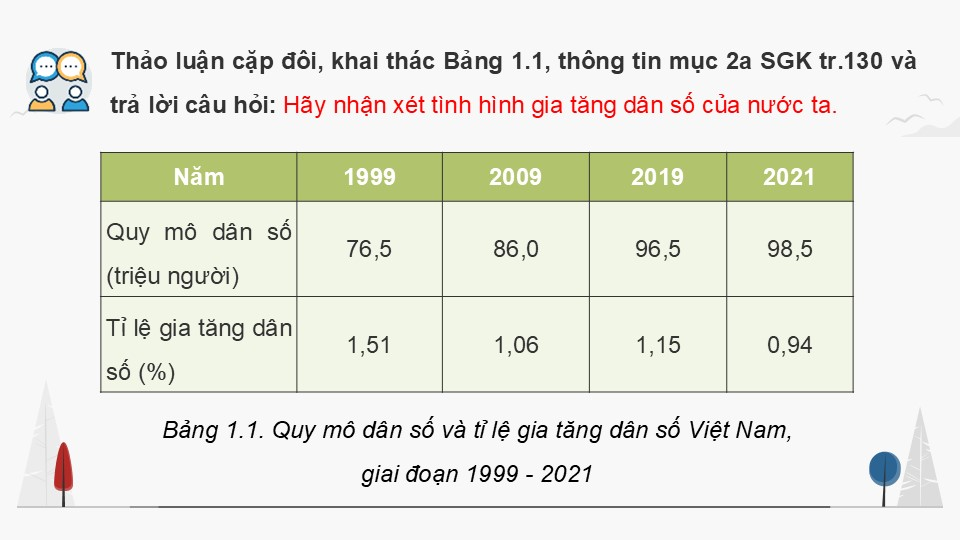 Thảo luận cặp đôi, khai thác Bảng 1.1, thông tin mục 2a SGK tr.130 và
trả lời câu hỏi: Hãy nhận xét tình hình gia tăng dân số của nước ta.
Năm 1999 2009 2019 2021
Quy mô dân số
(triệu người) 76,5 86,0 96,5 98,5
Tỉ lệ gia tăng dân
số (%) 1,51 1,06 1,15 0,94
Bảng 1.1. Quy mô dân số và tỉ lệ gia tăng dân số Việt Nam,
giai đoạn 1999 - 2021